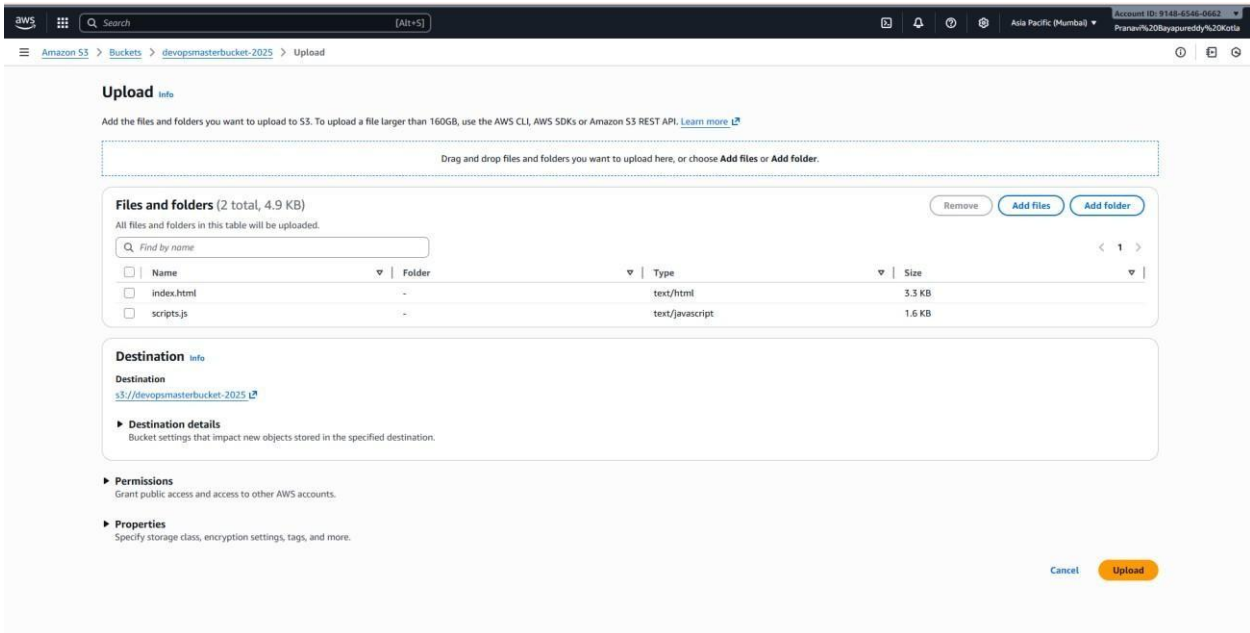 aws
Search [Alt+S]
Asia Pacific (Mumbai)
Account ID: 9148-6546-0662
Pranavi%20Bayapureddy%20Kotla
Amazon S3 > Buckets > devopsmasterbucket-2025 > Upload
Upload Info
Add the files and folders you want to upload to S3. To upload a file larger than 160GB, use the AWS CLI, AWS SDKs or Amazon S3 REST API. Learn more
Drag and drop files and folders you want to upload here, or choose Add files or Add folder.
Files and folders (2 total, 4.9 KB)
Remove Add files Add folder
All files and folders in this table will be uploaded.
Find by name
< 1 >
Name Folder Type Size
index.html - text/html 3.3 KB
scripts.js - text/javascript 1.6 KB
Destination Info
Destination
s3://devopsmasterbucket-2025
Destination details
Bucket settings that impact new objects stored in the specified destination.
Permissions
Grant public access and access to other AWS accounts.
Properties
Specify storage class, encryption settings, tags, and more.
Cancel Upload